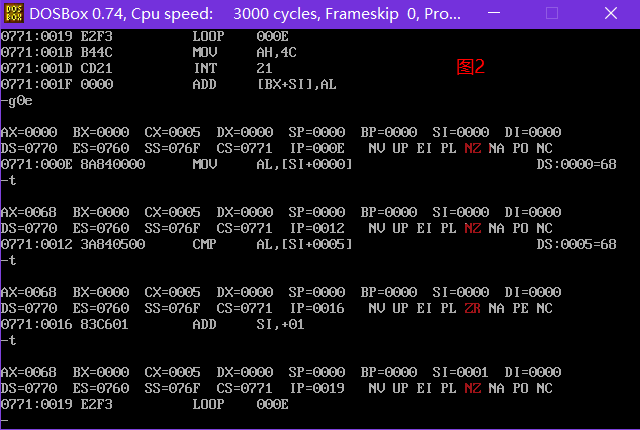 DOSBox 0.74, Cpu speed: 3000 cycles, Frameskip 0, Pro...
0771:0019 E2F3 LOOP 000E
0771:001B B44C MOV AH,4C
0771:001D CD21 INT 21
图2
0771:001F 0000 ADD [BX+SI],AL
-g0e
AX=0000 BX=0000 CX=0005 DX=0000 SP=0000 BP=0000 SI=0000 DI=0000
DS=0770 ES=0760 SS=076F CS=0771 IP=000E NV UP EI PL NZ NA PO NC
0771:000E 8A840000 MOV AL,[SI+0000] DS:0000=68
-t
AX=0068 BX=0000 CX=0005 DX=0000 SP=0000 BP=0000 SI=0000 DI=0000
DS=0770 ES=0760 SS=076F CS=0771 IP=0012 NV UP EI PL NZ NA PO NC
0771:0012 3A840500 CMP AL,[SI+0005] DS:0005=68
-t
AX=0068 BX=0000 CX=0005 DX=0000 SP=0000 BP=0000 SI=0000 DI=0000
DS=0770 ES=0760 SS=076F CS=0771 IP=0016 NV UP EI PL ZR NA PE NC
0771:0016 83C601 ADD SI,+01
-t
AX=0068 BX=0000 CX=0005 DX=0000 SP=0000 BP=0000 SI=0001 DI=0000
DS=0770 ES=0760 SS=076F CS=0771 IP=0019 NV UP EI PL NZ NA PO NC
0771:0019 E2F3 LOOP 000E
-